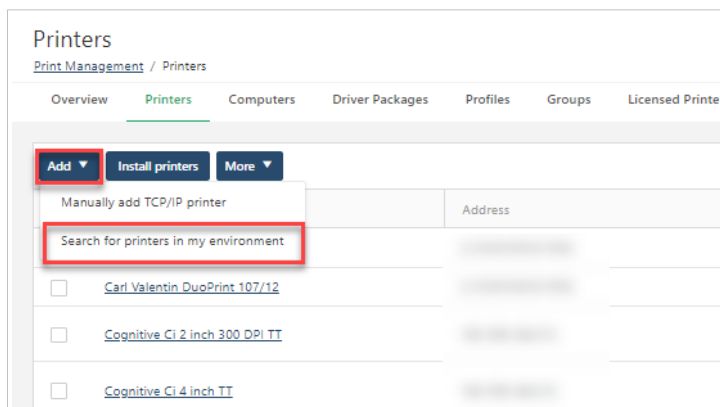 Printers
Print Management / Printers
Overview Printers Computers Driver Packages Profiles Groups Licensed Printe
Add ▼ Install printers More ▼
Manually add TCP/IP printer
Address
Search for printers in my environment
Carl Valentin DuoPrint 107/12
Cognitive Ci 2 inch 300 DPI TT
Cognitive Ci 4 inch TT